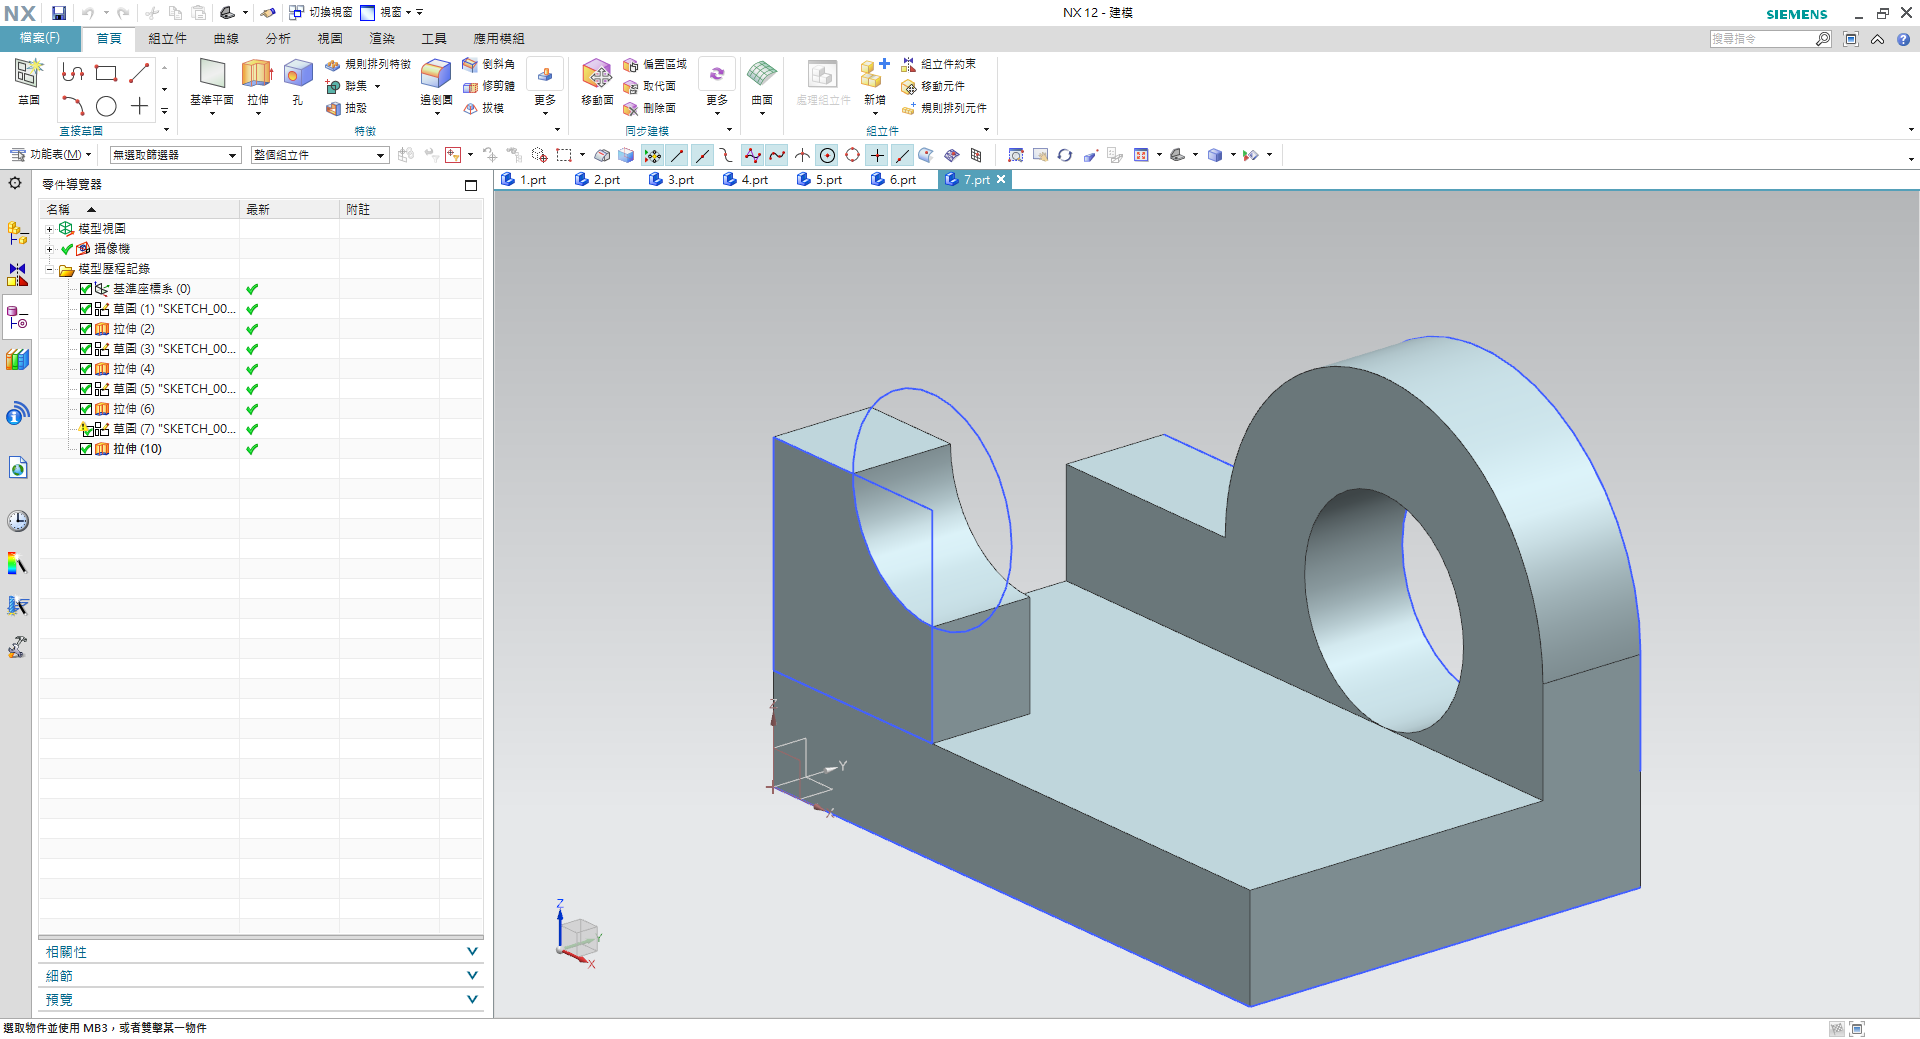 NX 切換視窗 視窗 NX 12 - 建模 SIEMENS
檔案(F) 首頁 組立件 曲線 分析 視圖 渲染 工具 應用模組 搜尋指令
草圖 直接草圖
基準平面 拉伸 孔 規則排列特徵 聯集 抽殼 邊倒圓 倒斜角 修剪體 拔模 更多 特徵
移動面 偏置區域 取代面 刪除面 更多 同步建模
曲面
處理組立件 新增 組立件約束 移動元件 規則排列元件 組立件
功能表(M) 無選取篩選器 整個組立件
零件導覽器
1.prt 2.prt 3.prt 4.prt 5.prt 6.prt 7.prt
名稱 最新 附註
模型視圖
攝像機
模型歷程記錄
基準座標系 (0)
草圖 (1) "SKETCH_00...
拉伸 (2)
草圖 (3) "SKETCH_00...
拉伸 (4)
草圖 (5) "SKETCH_00...
拉伸 (6)
草圖 (7) "SKETCH_00...
拉伸 (10)
Z
Y
X
Z
Y
X
相關性
細節
預覽
選取物件並使用 MB3，或者雙擊某一物件